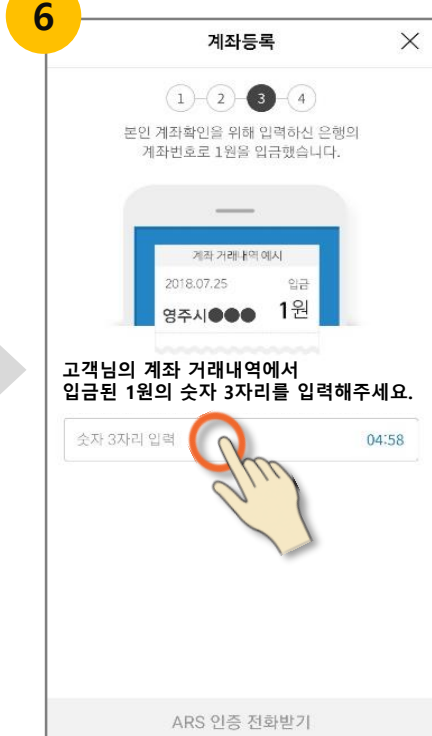 6
계좌등록
1 2 3 4
본인 계좌확인을 위해 입력하신 은행의
계좌번호로 1원을 입금했습니다.
계좌 거래내역 예시
2018.07.25 입금
영주시●●● 1원
고객님의 계좌 거래내역에서
입금된 1원의 숫자 3자리를 입력해주세요.
숫자 3자리 입력 04:58
ARS 인증 전화받기